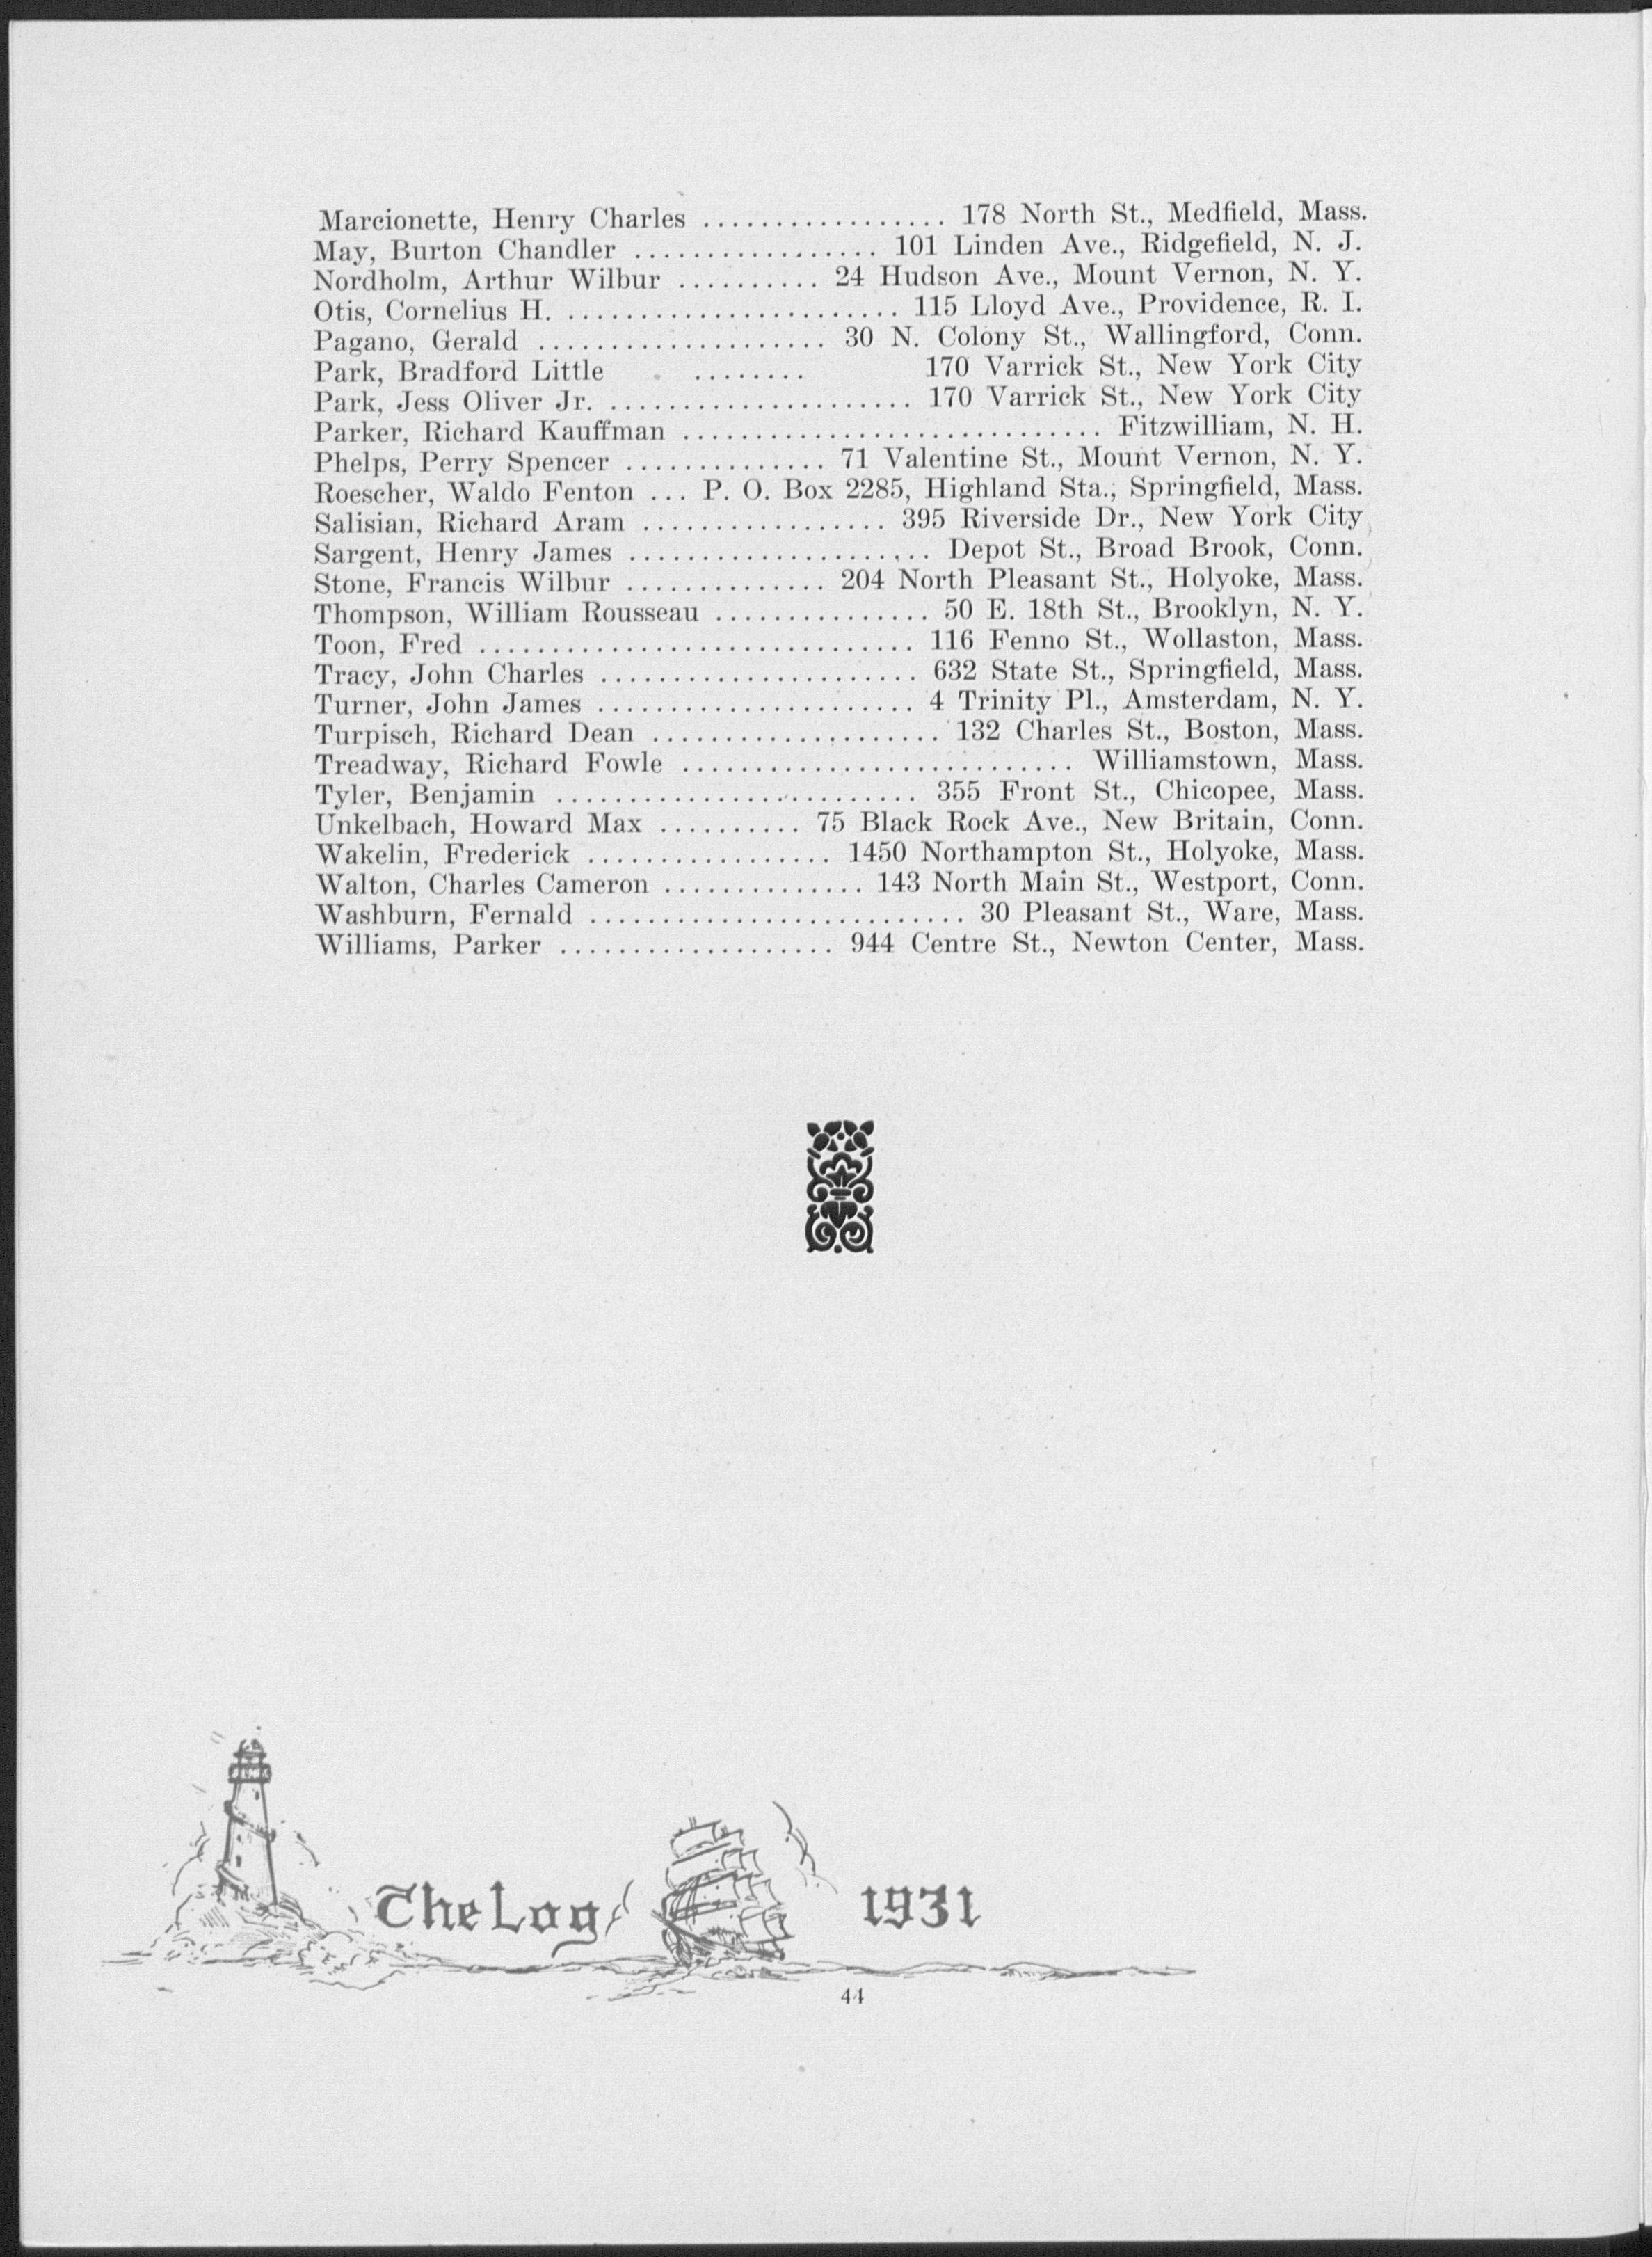 Marcionette, Henry Charles ................. 178 North St., Medfield, Mass.
May, Burton Chandler ................. 101 Linden Ave., Ridgefield, N. J.
Nordholm, Arthur Wilbur .......... 24 Hudson Ave., Mount Vernon, N. Y.
Otis, Cornelius H. ....................... 115 Lloyd Ave., Providence, R. I.
Pagano, Gerald .................... 30 N. Colony St., Wallingford, Conn.
Park, Bradford Little ........ 170 Varrick St., New York City
Park, Jess Oliver Jr. ..................... 170 Varrick St., New York City
Parker, Richard Kauffman ............................. Fitzwilliam, N. H.
Phelps, Perry Spencer .............. 71 Valentine St., Mount Vernon, N. Y.
Roescher, Waldo Fenton ... P. O. Box 2285, Highland Sta., Springfield, Mass.
Salisian, Richard Aram ................. 395 Riverside Dr., New York City
Sargent, Henry James ..................... Depot St., Broad Brook, Conn.
Stone, Francis Wilbur .............. 204 North Pleasant St., Holyoke, Mass.
Thompson, William Rousseau ............... 50 E. 18th St., Brooklyn, N. Y.
Toon, Fred .............................. 116 Fenno St., Wollaston, Mass.
Tracy, John Charles ...................... 632 State St., Springfield, Mass.
Turner, John James ...................... 4 Trinity Pl., Amsterdam, N. Y.
Turpisch, Richard Dean .................... 132 Charles St., Boston, Mass.
Treadway, Richard Fowle ........................... Williamstown, Mass.
Tyler, Benjamin ......................... 355 Front St., Chicopee, Mass.
Unkelbach, Howard Max .......... 75 Black Rock Ave., New Britain, Conn.
Wakelin, Frederick ................. 1450 Northampton St., Holyoke, Mass.
Walton, Charles Cameron .............. 143 North Main St., Westport, Conn.
Washburn, Fernald .......................... 30 Pleasant St., Ware, Mass.
Williams, Parker ................... 944 Centre St., Newton Center, Mass.
The Log 1931
44